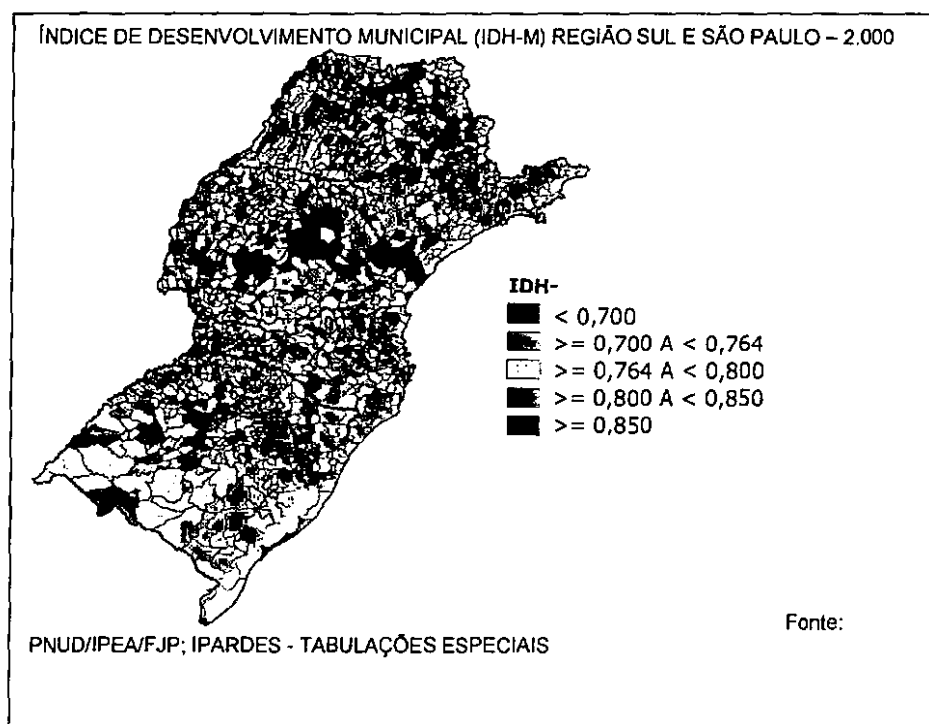 ÍNDICE DE DESENVOLVIMENTO MUNICIPAL (IDH-M) REGIÃO SUL E SÃO PAULO – 2.000
IDH-
< 0,700
>= 0,700 A < 0,764
>= 0,764 A < 0,800
>= 0,800 A < 0,850
>= 0,850
Fonte:
PNUD/IPEA/FJP; IPARDES - TABULAÇÕES ESPECIAIS